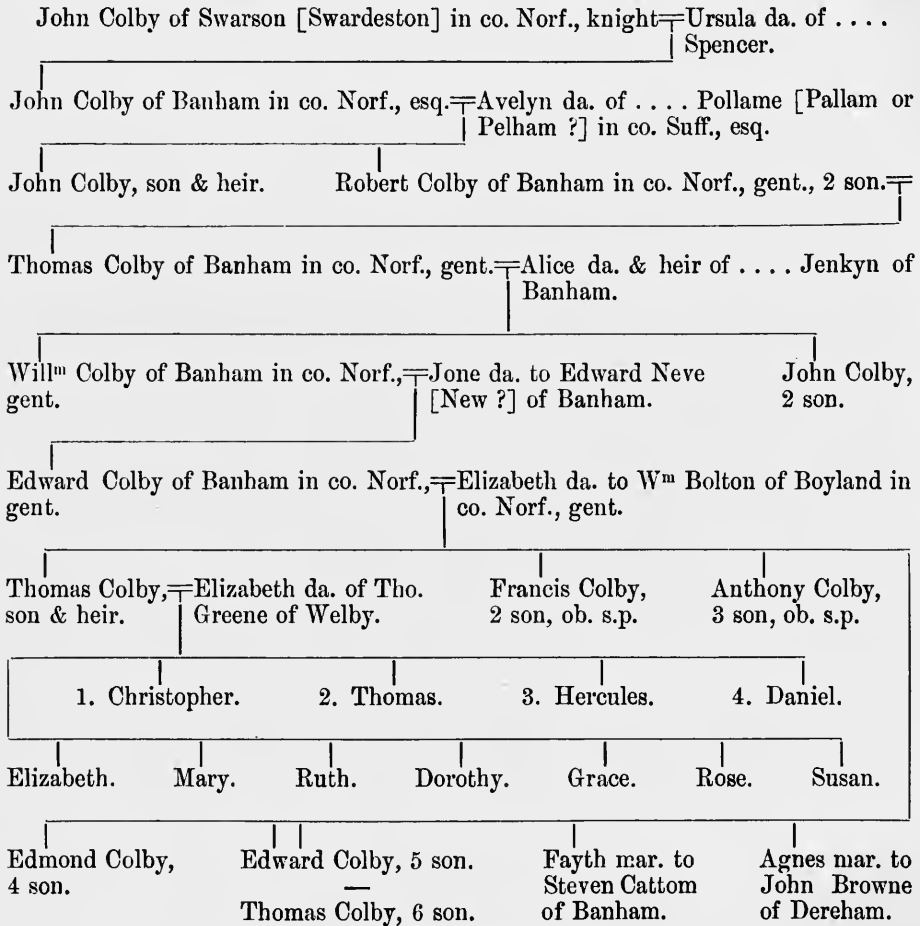 John Colby of Swarson [Swardeston] in co. Norf., knight=Ursula da. of . . . .
Spencer.
John Colby of Banham in co. Norf., esq.=Avelyn da. of . . . . Pollame [Pallam or
Pelham ?] in co. Suff., esq.
John Colby, son & heir. Robert Colby of Banham in co. Norf., gent., 2 son.=
Thomas Colby of Banham in co. Norf., gent.=Alice da. & heir of . . . . Jenkyn of
Banham.
Willᵐ Colby of Banham in co. Norf.,=Jone da. to Edward Neve John Colby,
gent. [New ?] of Banham. 2 son.
Edward Colby of Banham in co. Norf.,=Elizabeth da. to Wᵐ Bolton of Boyland in
gent. co. Norf., gent.
Thomas Colby,=Elizabeth da. of Tho. Francis Colby, Anthony Colby,
son & heir. Greene of Welby. 2 son, ob. s.p. 3 son, ob. s.p.
1. Christopher. 2. Thomas. 3. Hercules. 4. Daniel.
Elizabeth. Mary. Ruth. Dorothy. Grace. Rose. Susan.
Edmond Colby, Edward Colby, 5 son. Fayth mar. to Agnes mar. to
4 son. — Steven Cattom John Browne
Thomas Colby, 6 son. of Banham. of Dereham.